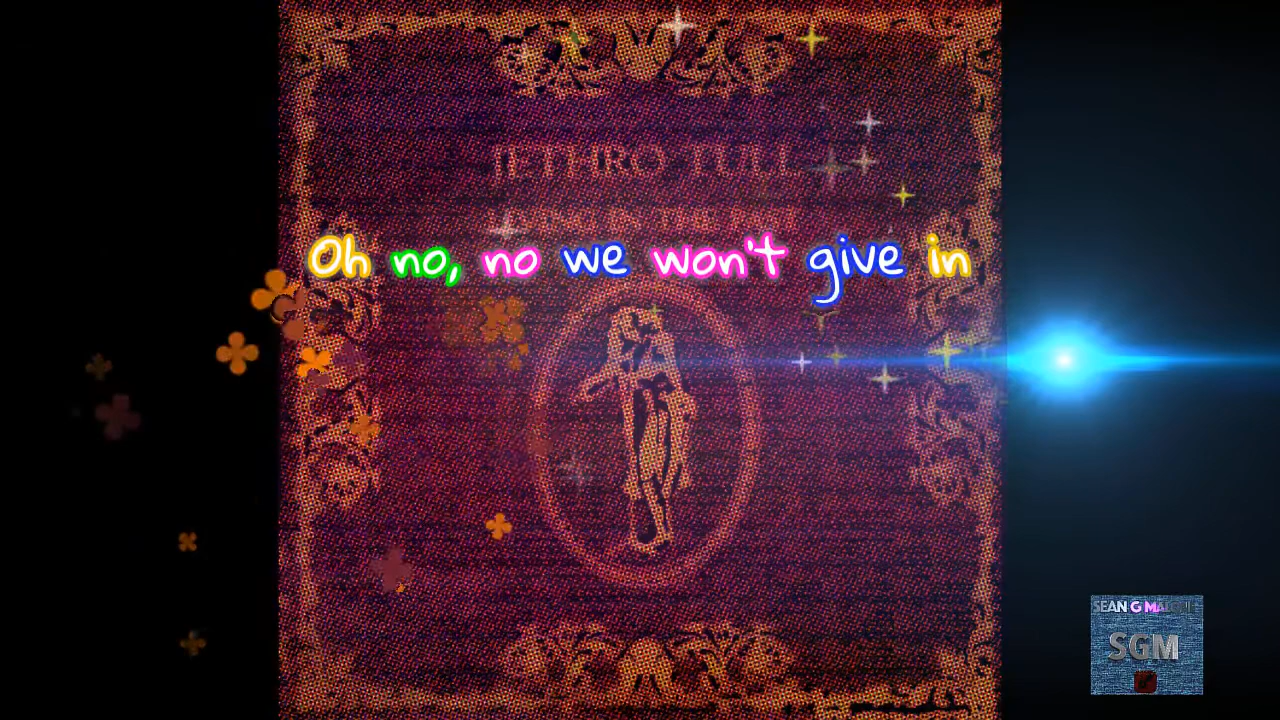 JETHRO TULL
LIVING IN THE PAST
Oh no, no we won't give in
SEAN G MALONE
SGM